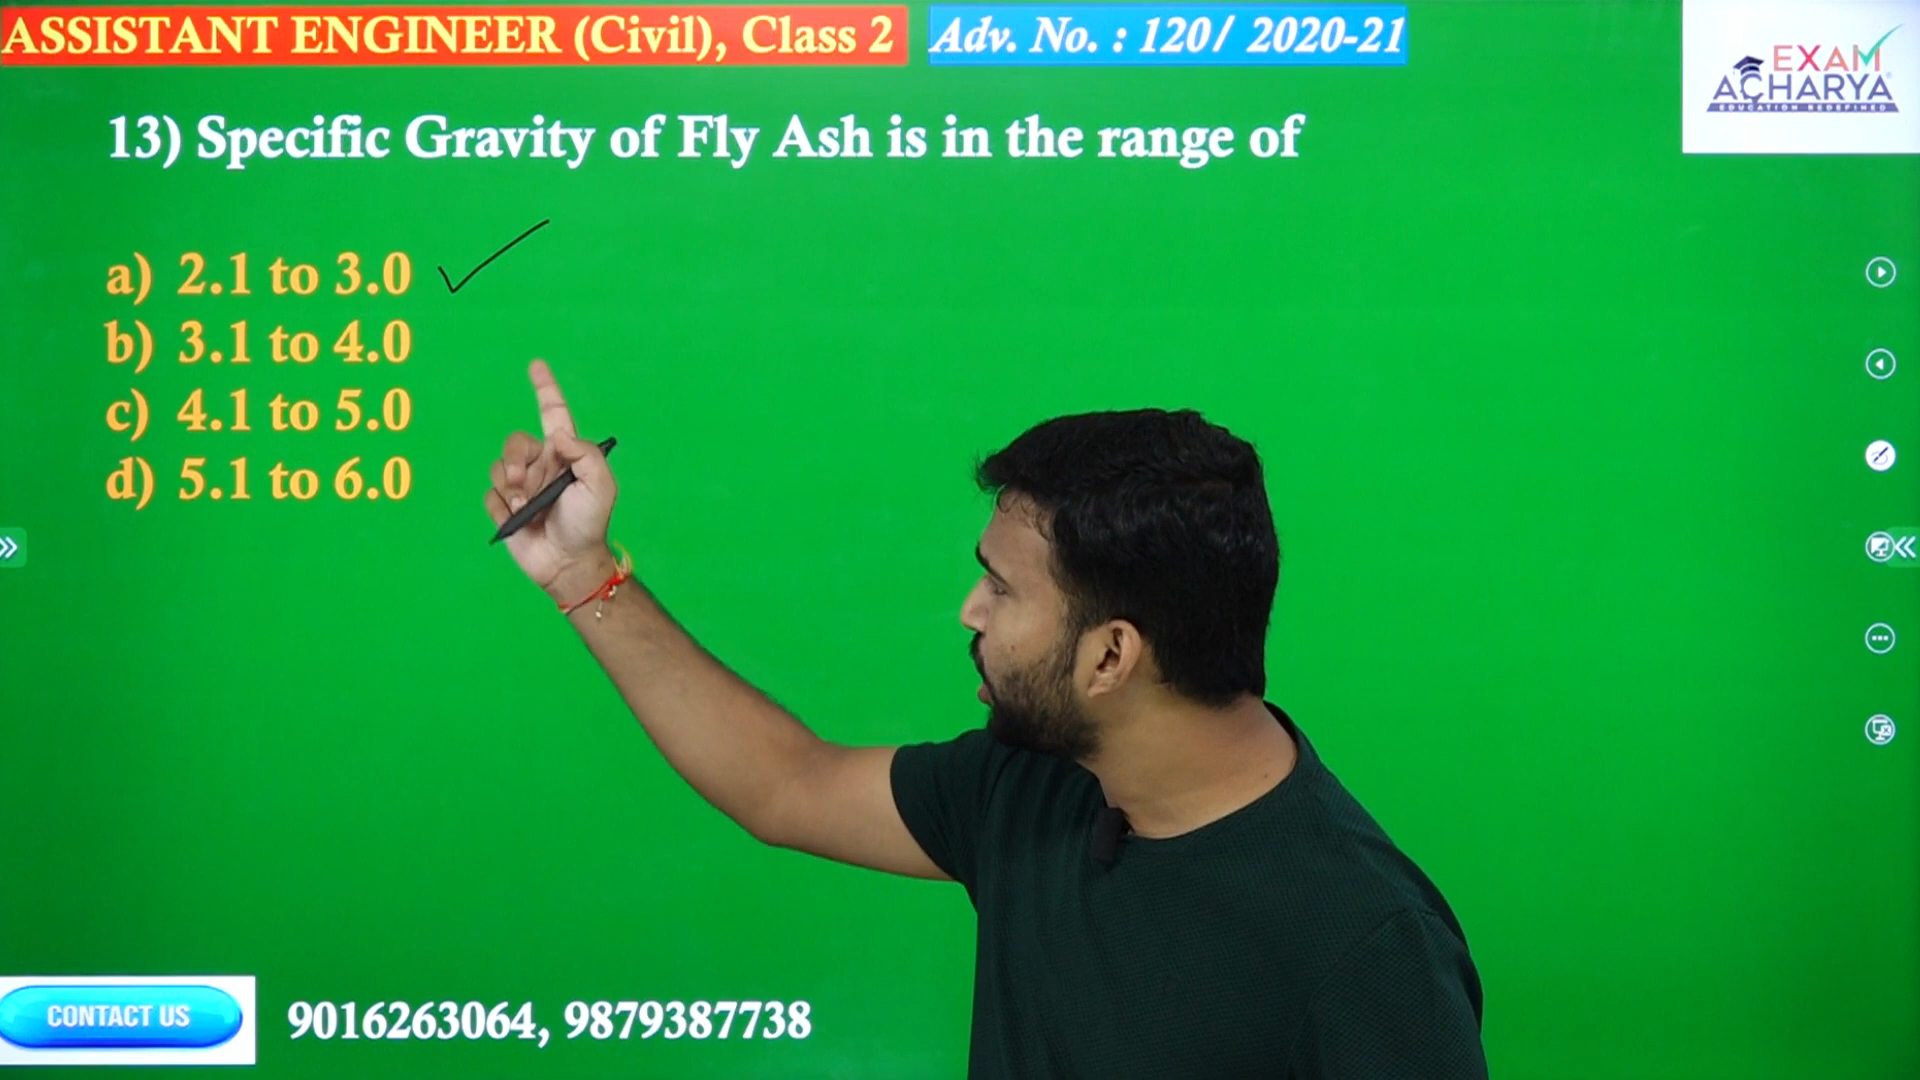 ASSISTANT ENGINEER (Civil), Class 2
Adv. No. : 120/ 2020-21
EXAM
ACHARYA
EDUCATION REDEFINED
13) Specific Gravity of Fly Ash is in the range of
a) 2.1 to 3.0
b) 3.1 to 4.0
c) 4.1 to 5.0
d) 5.1 to 6.0
CONTACT US
9016263064, 9879387738